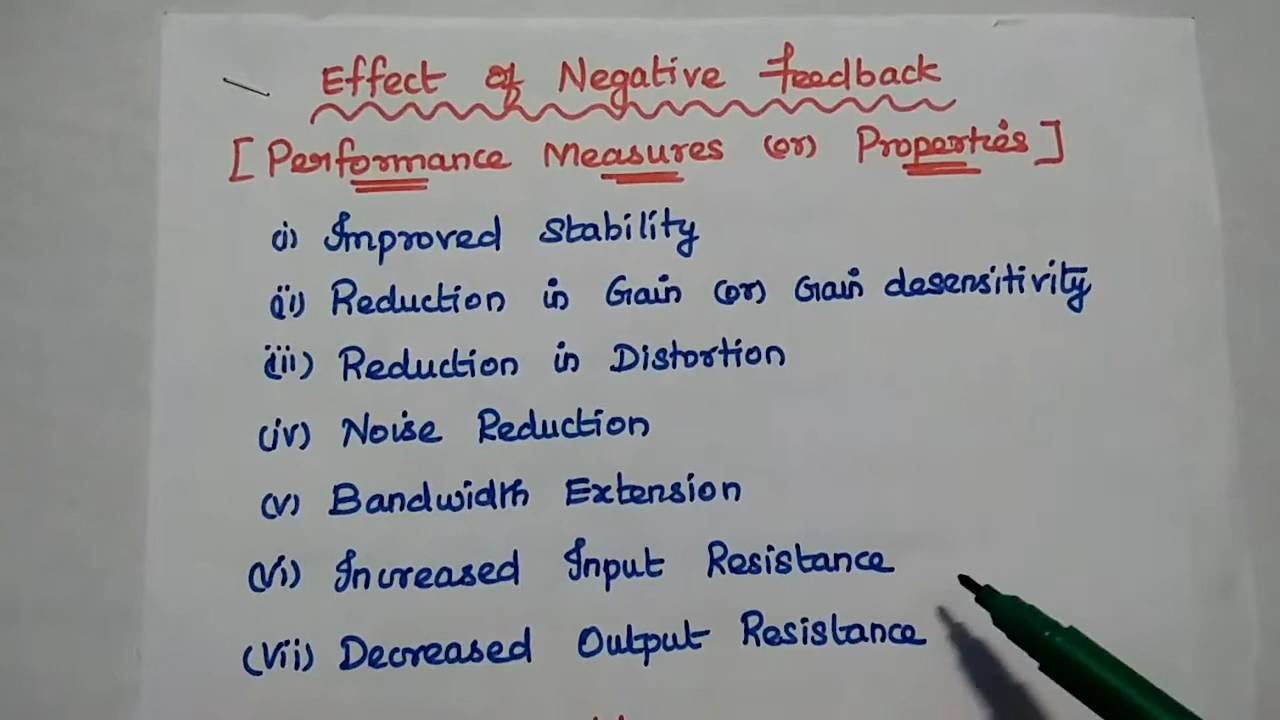 Effect of Negative Feedback
[Performance Measures (or) Properties]
(i) Improved Stability
(ii) Reduction in Gain (or) Gain desensitivity
(iii) Reduction in Distortion
(iv) Noise Reduction
(v) Bandwidth Extension
(vi) Increased Input Resistance
(vii) Decreased Output Resistance